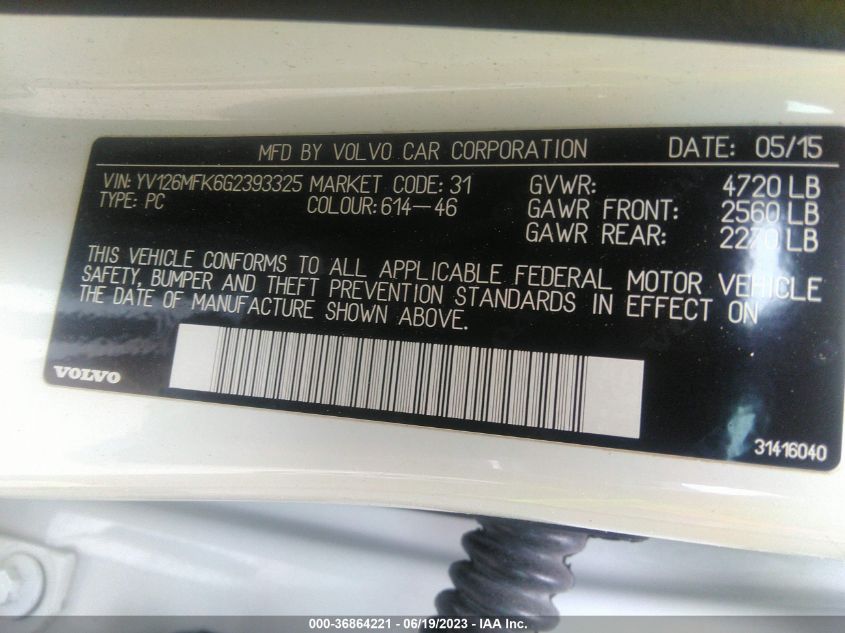 MFD BY VOLVO CAR CORPORATION DATE: 05/15
VIN: YV126MFK6G2393325 MARKET CODE: 31 GVWR: 4720 LB
TYPE: PC COLOUR: 614-46 GAWR FRONT: 2560 LB
GAWR REAR: 2270 LB
THIS VEHICLE CONFORMS TO ALL APPLICABLE FEDERAL MOTOR VEHICLE
SAFETY, BUMPER AND THEFT PREVENTION STANDARDS IN EFFECT ON
THE DATE OF MANUFACTURE SHOWN ABOVE.
VOLVO
31416040
000-36864221 - 06/19/2023 - IAA Inc.